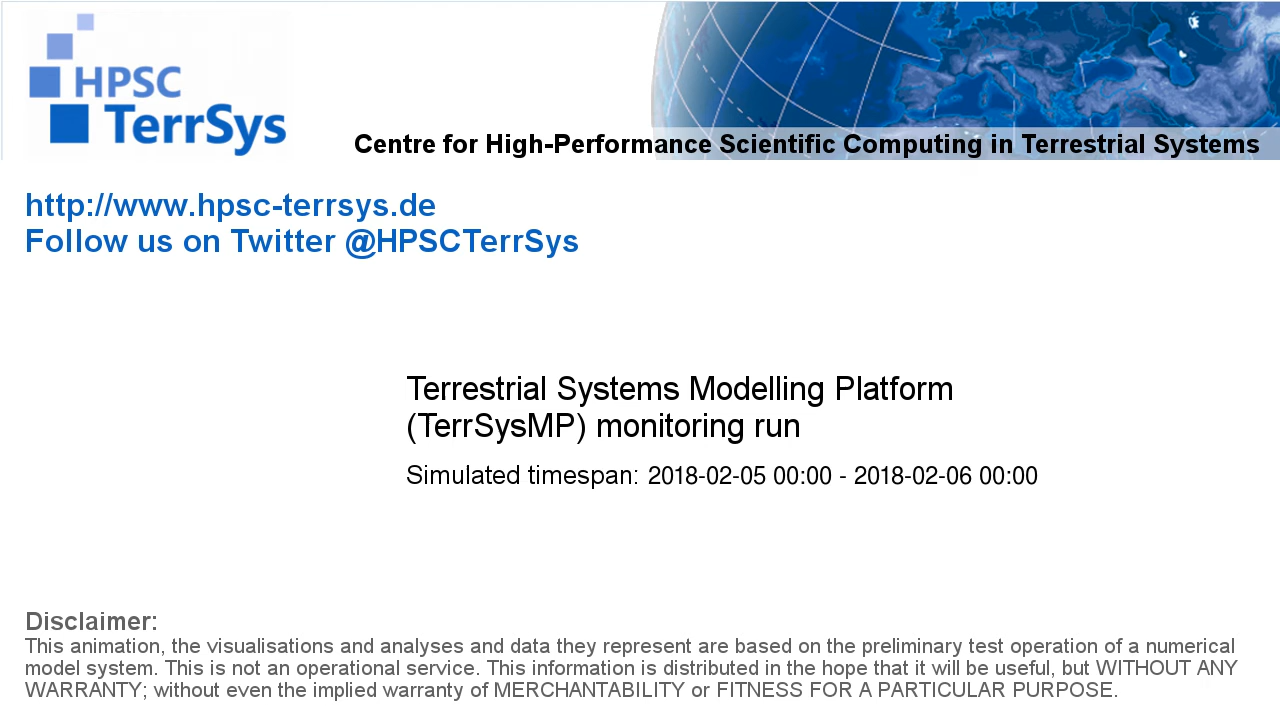 HPSC
TerrSys
Centre for High-Performance Scientific Computing in Terrestrial Systems
http://www.hpsc-terrsys.de
Follow us on Twitter @HPSCTerrSys
Terrestrial Systems Modelling Platform
(TerrSysMP) monitoring run
Simulated timespan: 2018-02-05 00:00 - 2018-02-06 00:00
Disclaimer:
This animation, the visualisations and analyses and data they represent are based on the preliminary test operation of a numerical
model system. This is not an operational service. This information is distributed in the hope that it will be useful, but WITHOUT ANY
WARRANTY; without even the implied warranty of MERCHANTABILITY or FITNESS FOR A PARTICULAR PURPOSE.